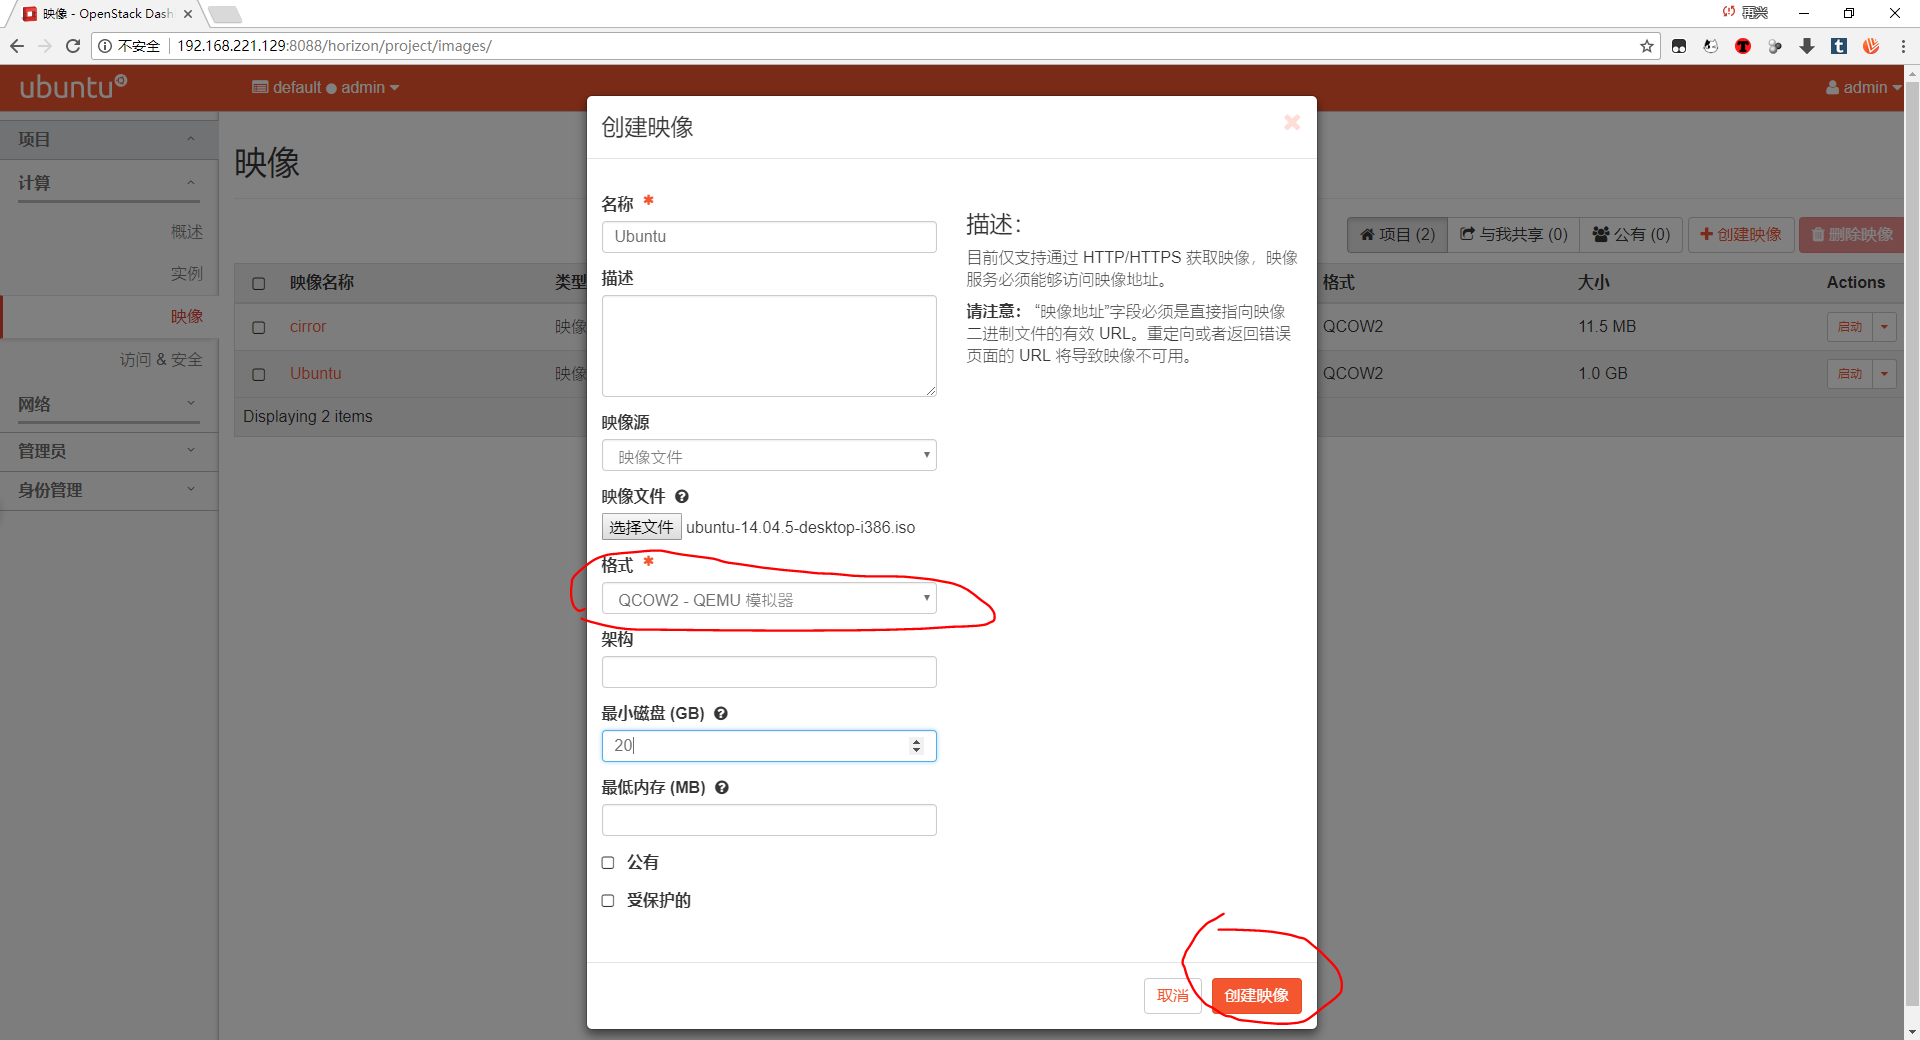 映像 - OpenStack Dash
再兴
不安全
192.168.221.129:8088/horizon/project/images/
ubuntu
default
admin
admin
项目
计算
概述
实例
映像
访问 & 安全
网络
管理员
身份管理
映像
项目 (2)
与我共享 (0)
公有 (0)
创建映像
删除映像
映像名称
类型
格式
大小
Actions
cirror
映像
QCOW2
11.5 MB
启动
Ubuntu
映像
QCOW2
1.0 GB
启动
Displaying 2 items
创建映像
名称 *
Ubuntu
描述
映像源
映像文件
映像文件
选择文件 ubuntu-14.04.5-desktop-i386.iso
格式 *
QCOW2 - QEMU 模拟器
架构
最小磁盘 (GB)
20
最低内存 (MB)
公有
受保护的
描述：
目前仅支持通过 HTTP/HTTPS 获取映像，映像
服务必须能够访问映像地址。
请注意： “映像地址”字段必须是直接指向映像
二进制文件的有效 URL。重定向或者返回错误
页面的 URL 将导致映像不可用。
取消
创建映像